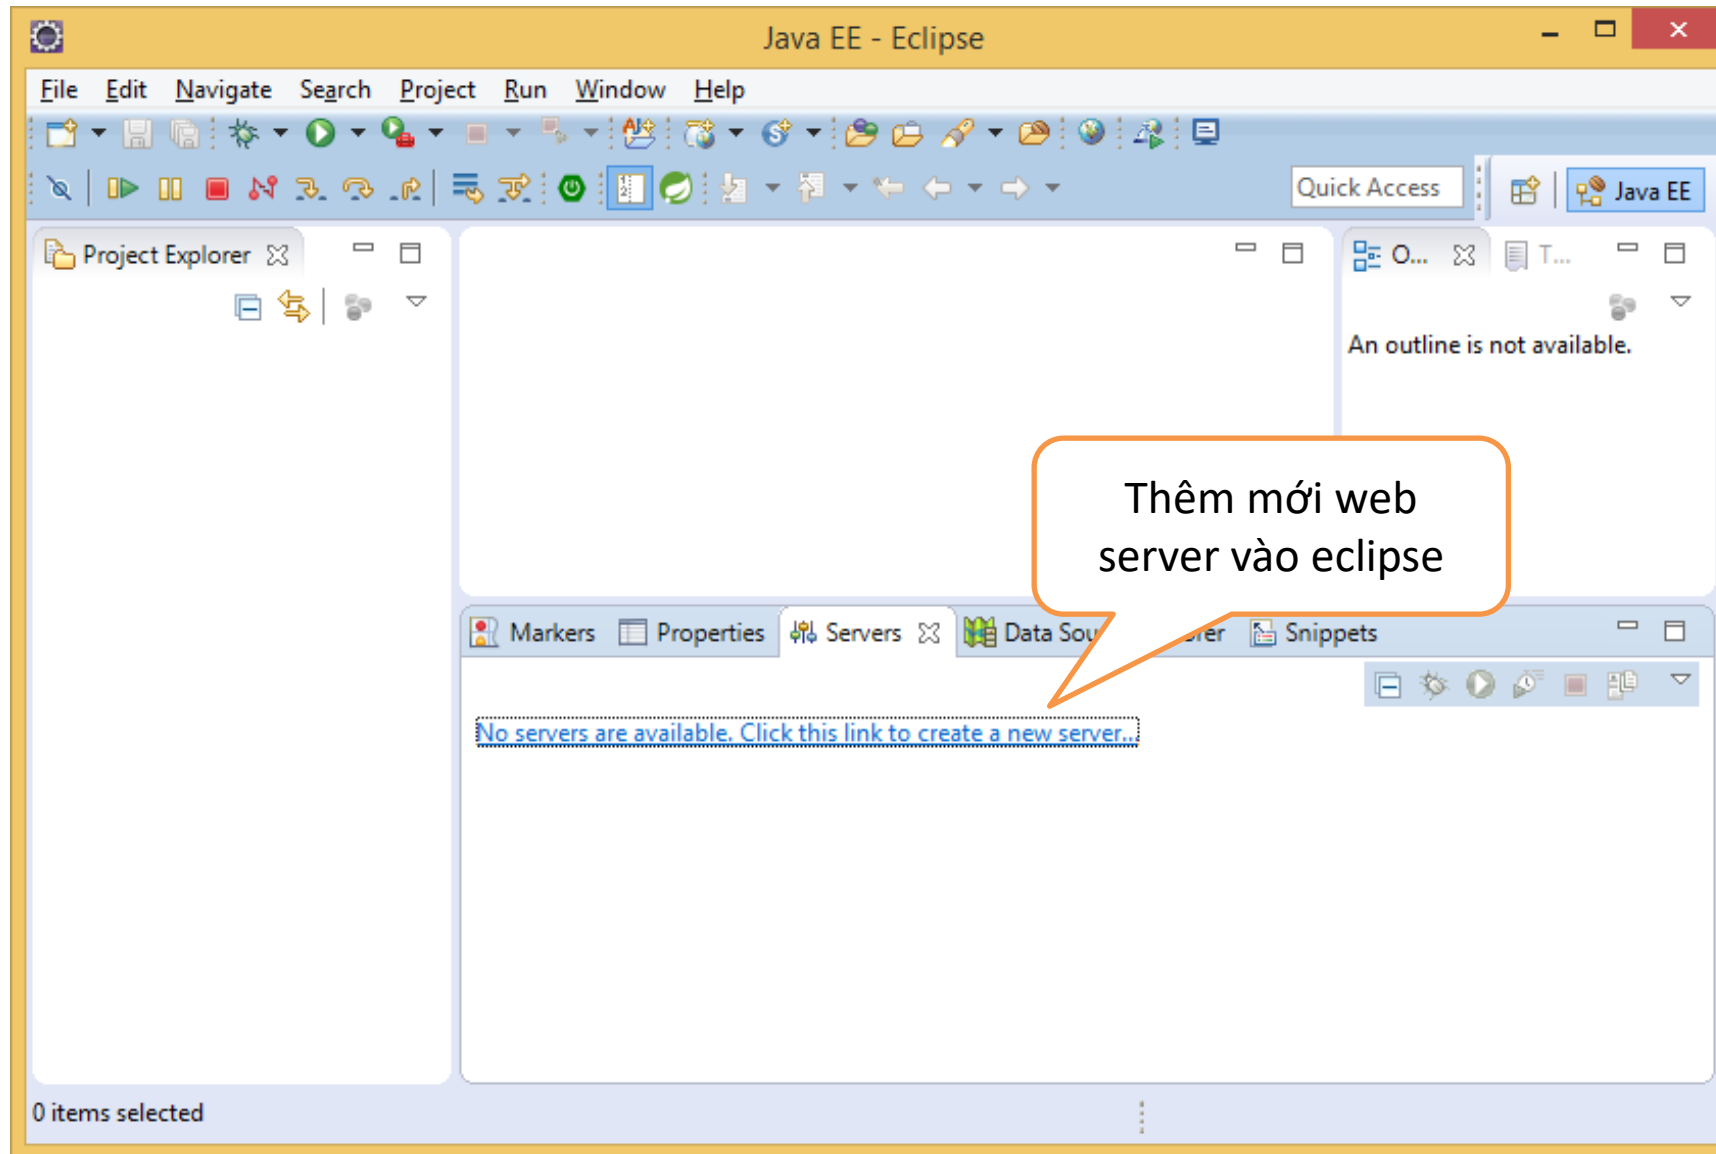 Java EE - Eclipse
File Edit Navigate Search Project Run Window Help
Quick Access
Java EE
Project Explorer
O... T...
An outline is not available.
Thêm mới web
server vào eclipse
Markers Properties Servers Data Sou rer Snippets
No servers are available. Click this link to create a new server...
0 items selected